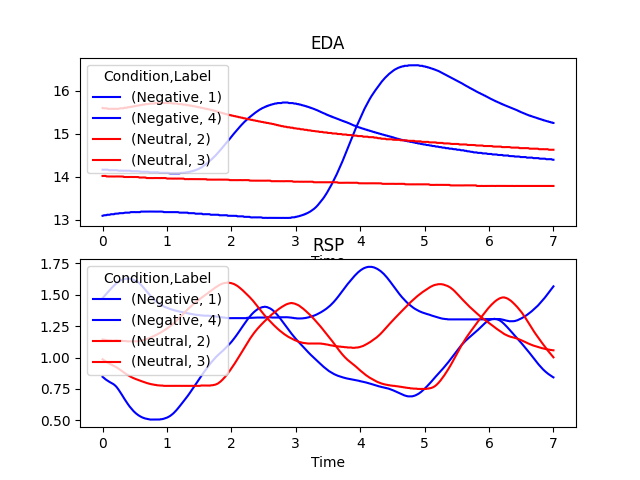 EDA
Condition,Label
(Negative, 1)
(Negative, 4)
(Neutral, 2)
(Neutral, 3)
16
15
14
13
0 1 2 3 4 5 6 7
Time
RSP
Condition,Label
(Negative, 1)
(Negative, 4)
(Neutral, 2)
(Neutral, 3)
1.75
1.50
1.25
1.00
0.75
0.50
0 1 2 3 4 5 6 7
Time